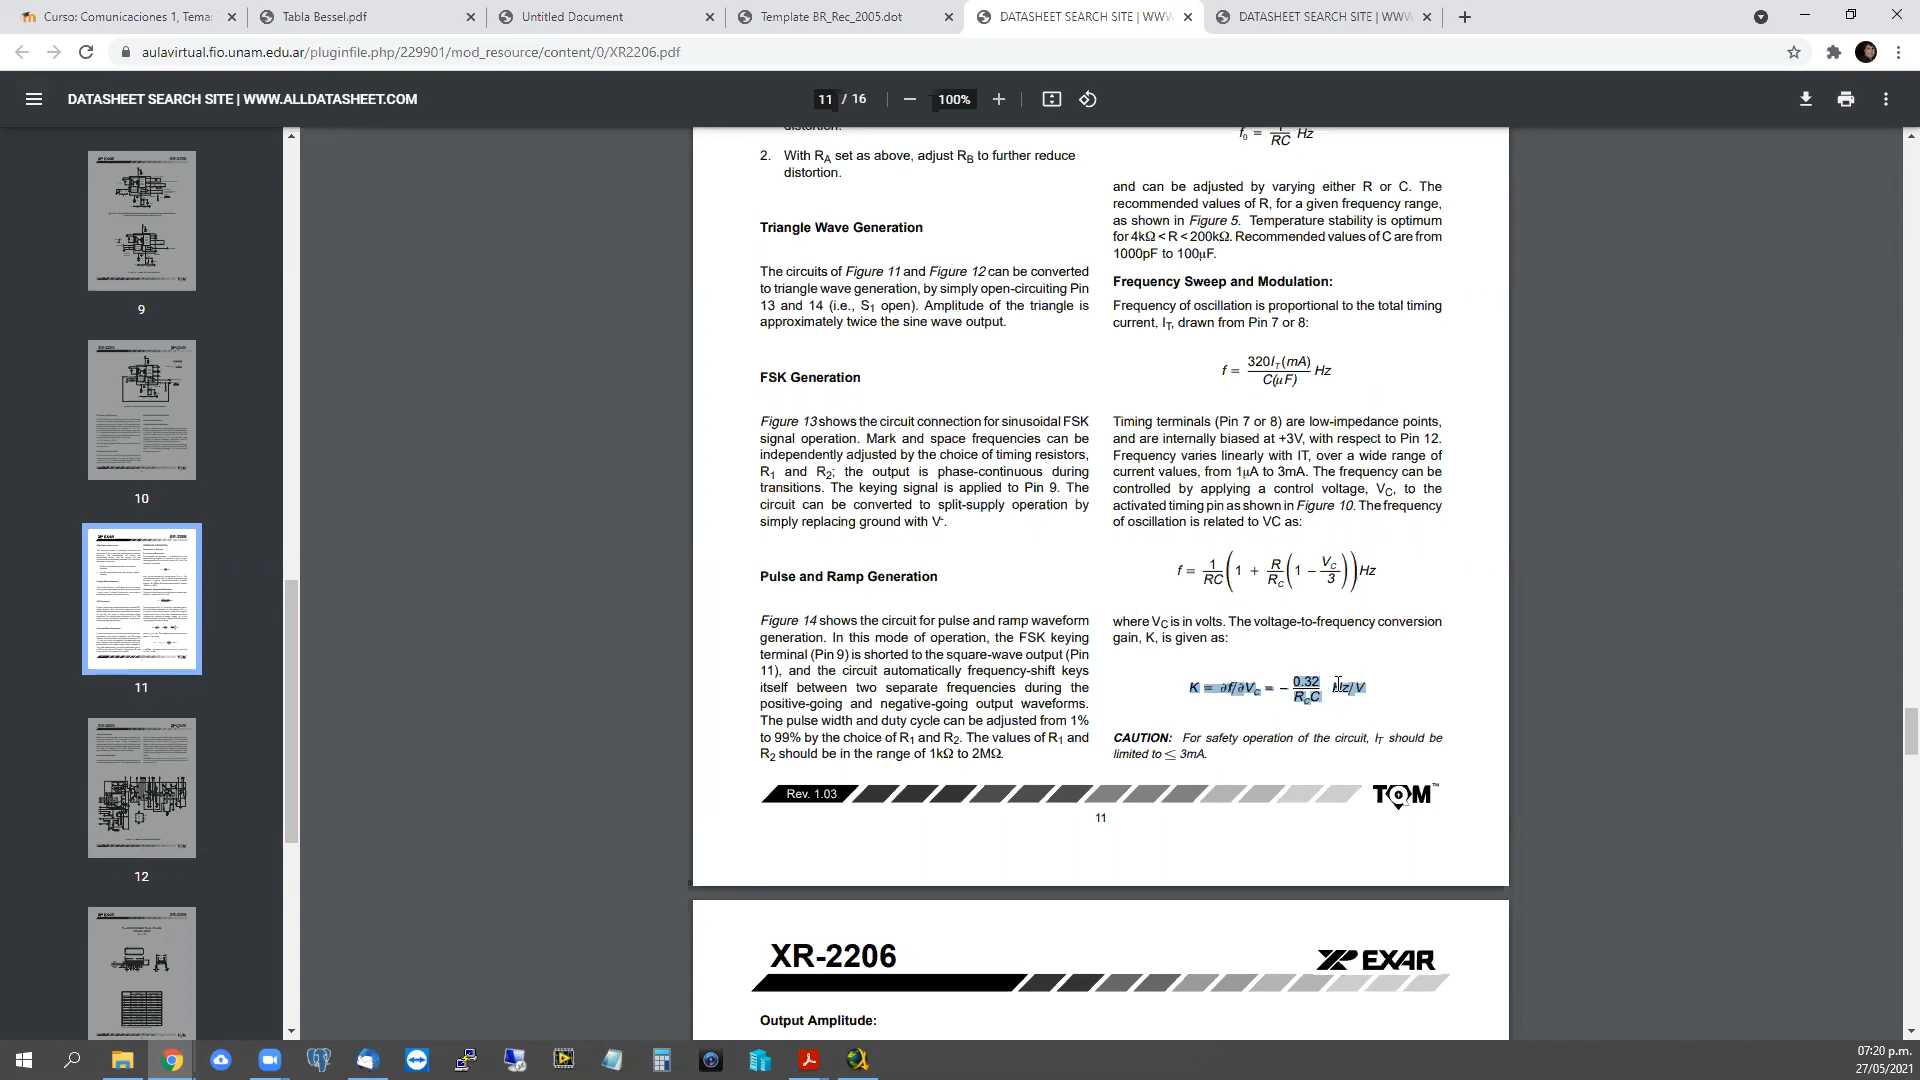 Curso: Comunicaciones 1, Tema:
Tabla Bessel.pdf
Untitled Document
Template BR_Rec_2005.dot
DATASHEET SEARCH SITE | WWW
DATASHEET SEARCH SITE | WWW
aulavirtual.fio.unam.edu.ar/pluginfile.php/229901/mod_resource/content/0/XR2206.pdf
DATASHEET SEARCH SITE | WWW.ALLDATASHEET.COM
11 / 16
100%
9
10
11
12
distortion.
2. With RA set as above, adjust RB to further reduce
distortion.
Triangle Wave Generation
The circuits of Figure 11 and Figure 12 can be converted
to triangle wave generation, by simply open-circuiting Pin
13 and 14 (i.e., S1 open). Amplitude of the triangle is
approximately twice the sine wave output.
FSK Generation
Figure 13 shows the circuit connection for sinusoidal FSK
signal operation. Mark and space frequencies can be
independently adjusted by the choice of timing resistors,
R1 and R2; the output is phase-continuous during
transitions. The keying signal is applied to Pin 9. The
circuit can be converted to split-supply operation by
simply replacing ground with V-.
Pulse and Ramp Generation
Figure 14 shows the circuit for pulse and ramp waveform
generation. In this mode of operation, the FSK keying
terminal (Pin 9) is shorted to the square-wave output (Pin
11), and the circuit automatically frequency-shift keys
itself between two separate frequencies during the
positive-going and negative-going output waveforms.
The pulse width and duty cycle can be adjusted from 1%
to 99% by the choice of R1 and R2. The values of R1 and
R2 should be in the range of 1kΩ to 2MΩ.
f0 = 1/RC Hz
and can be adjusted by varying either R or C. The
recommended values of R, for a given frequency range,
as shown in Figure 5. Temperature stability is optimum
for 4kΩ < R < 200kΩ. Recommended values of C are from
1000pF to 100μF.
Frequency Sweep and Modulation:
Frequency of oscillation is proportional to the total timing
current, IT, drawn from Pin 7 or 8:
f = 320IT(mA)/C(μF) Hz
Timing terminals (Pin 7 or 8) are low-impedance points,
and are internally biased at +3V, with respect to Pin 12.
Frequency varies linearly with IT, over a wide range of
current values, from 1μA to 3mA. The frequency can be
controlled by applying a control voltage, VC, to the
activated timing pin as shown in Figure 10. The frequency
of oscillation is related to VC as:
f = 1/RC (1 + R/RC (1 − VC/3)) Hz
where VC is in volts. The voltage-to-frequency conversion
gain, K, is given as:
K = ∂f/∂VC = − 0.32/RCC Hz/V
CAUTION: For safety operation of the circuit, IT should be
limited to ≤ 3mA.
Rev. 1.03
TOM™
11
XR-2206
EXAR
Output Amplitude:
07:20 p.m.
27/05/2021